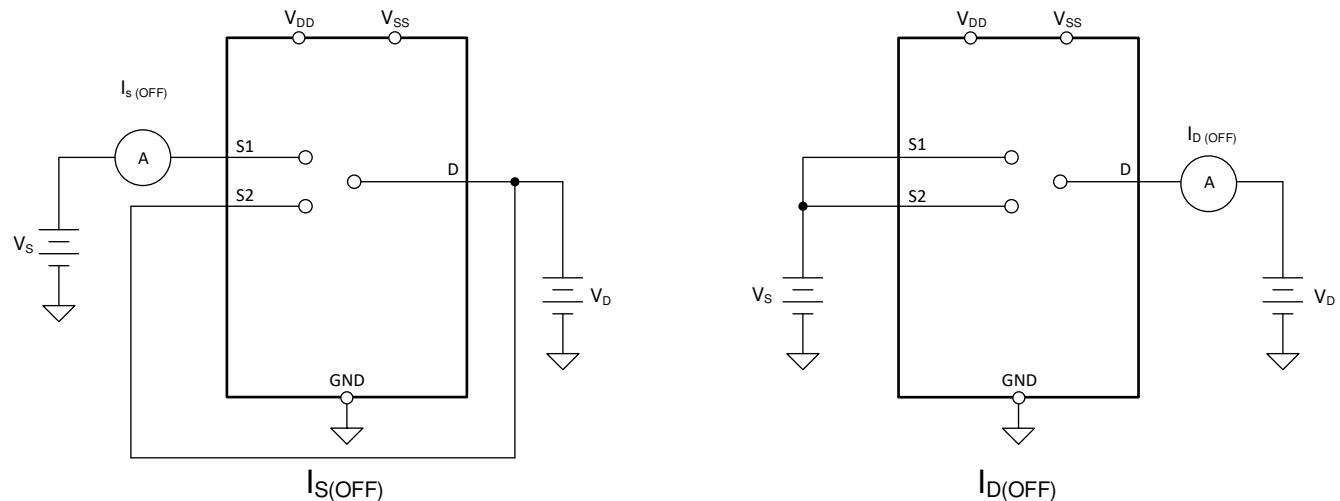 VDD VSS
Is (OFF)
A
S1
D
S2
VS
VD
GND
IS(OFF)
VDD VSS
ID (OFF)
S1
D
A
S2
VS
VD
GND
ID(OFF)